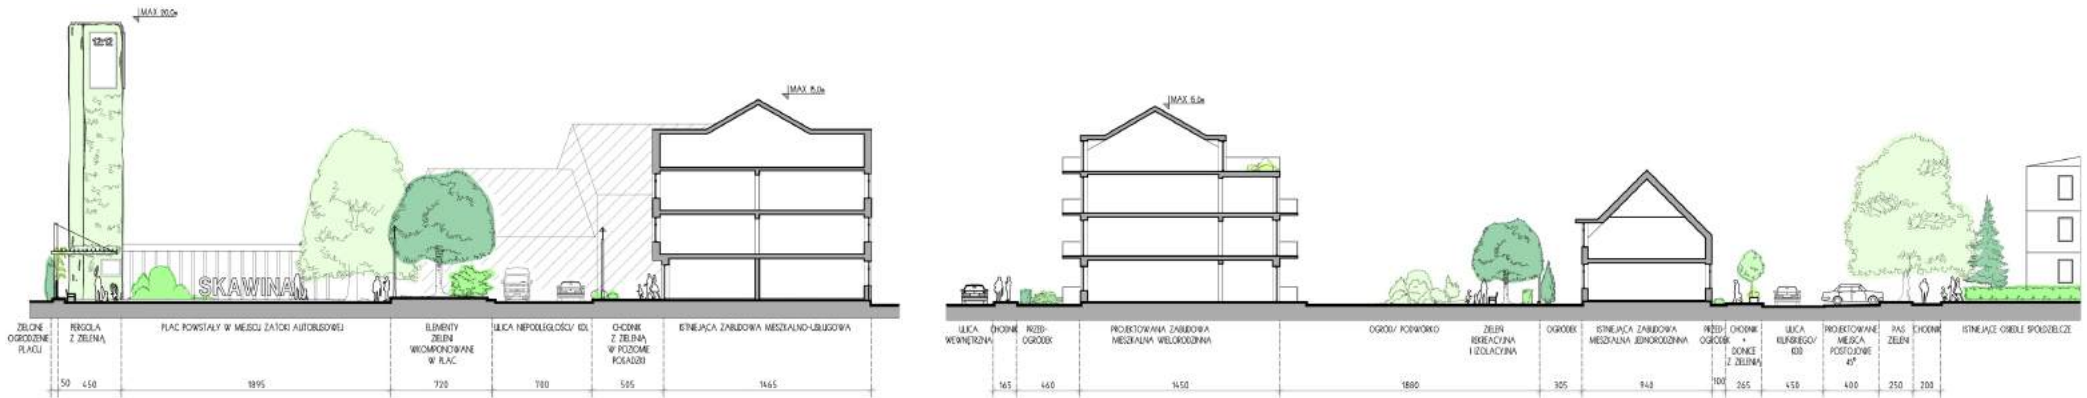 MAX 20,0m
12:12
SKAWINA
MAX 15,0m
ZIELONE
OGRODZENIE
PLACU
PERGOLA
Z ZIELENIĄ
PLAC POWSTAŁY W MIEJSCU ZATOKI AUTOBUSOWEJ
ELEMENTY
ZIELENI
WKOMPONOWANE
W PLAC
ULICA NIEPODLEGŁOŚCI/ KDL
CHODNIK
Z ZIELENIĄ
W POZIOMIE
POSADZKI
ISTNIEJĄCA ZABUDOWA MIESZKALNO-USŁUGOWA
50 450 1895 720 700 505 1465
MAX 15,0m
ULICA
WEWNĘTRZNA
CHODNIK
PRZED-
OGRÓDEK
PROJEKTOWANA ZABUDOWA
MIESZKALNA WIELORODZINNA
OGRÓD/ PODWÓRKO
ZIELEŃ
REKREACYJNA
I IZOLACYJNA
OGRÓDEK
ISTNIEJĄCA ZABUDOWA
MIESZKALNA JEDNORODZINNA
PRZED-
OGRÓDEK
CHODNIK
+
DONICE
Z ZIELENIĄ
ULICA
KILIŃSKIEGO/
KDD
PROJEKTOWANE
MIEJSCA
POSTOJOWE
45°
PAS
ZIELENI
CHODNIK
ISTNIEJĄCE OSIEDLE SPÓŁDZIELCZE
165 460 1450 1880 305 940 100 265 450 400 250 200